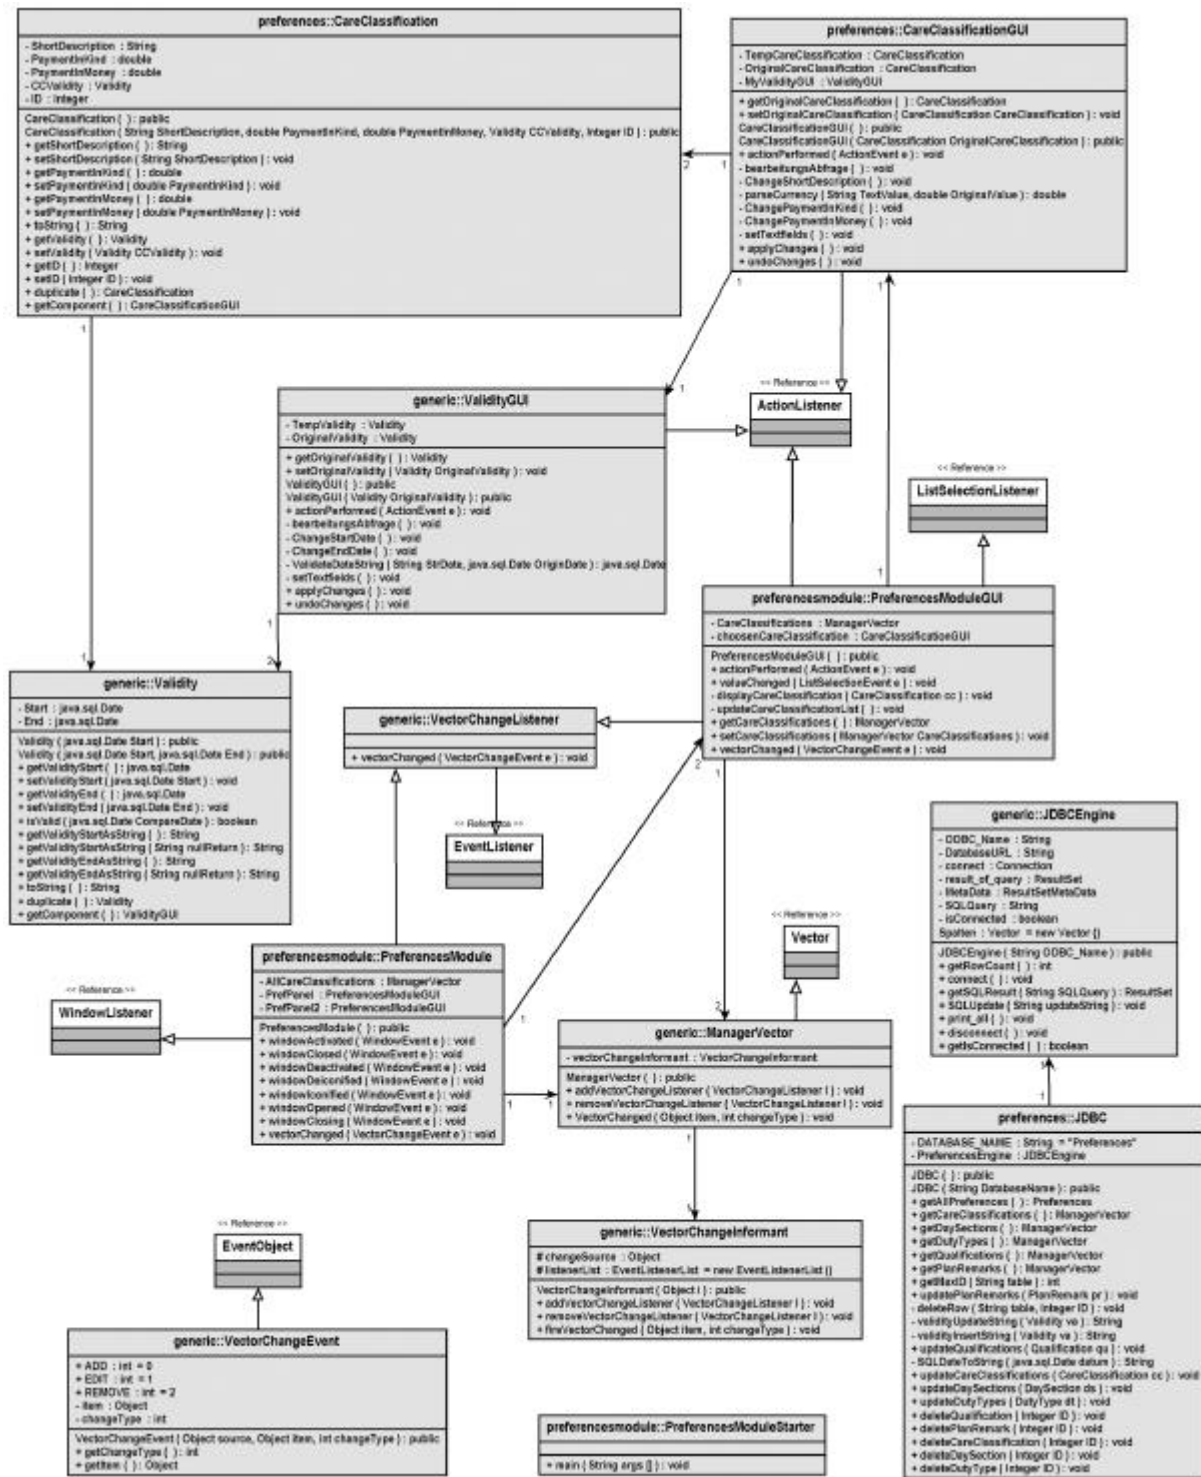 preferences::CareClassification
- ShortDescription : String
- PaymentInKind : double
- PaymentInMoney : double
- CCValidity : Validity
- ID : Integer
CareClassification ( ) : public
CareClassification ( String ShortDescription, double PaymentInKind, double PaymentInMoney, Validity CCValidity, Integer ID ) : public
+ getShortDescription ( ) : String
+ setShortDescription ( String ShortDescription ) : void
+ getPaymentInKind ( ) : double
+ setPaymentInKind ( double PaymentInKind ) : void
+ getPaymentInMoney ( ) : double
+ setPaymentInMoney ( double PaymentInMoney ) : void
+ toString ( ) : String
+ getValidity ( ) : Validity
+ setValidity ( Validity CCValidity ) : void
+ getID ( ) : Integer
+ setID ( Integer ID ) : void
+ duplicate ( ) : CareClassification
+ getComponent ( ) : CareClassificationGUI
preferences::CareClassificationGUI
- TempCareClassification : CareClassification
- OriginalCareClassification : CareClassification
- MyValidityGUI : ValidityGUI
+ getOriginalCareClassification ( ) : CareClassification
+ setOriginalCareClassification ( CareClassification CareClassification ) : void
CareClassificationGUI ( ) : public
CareClassificationGUI ( CareClassification OriginalCareClassification ) : public
+ actionPerformed ( ActionEvent e ) : void
- bearbeitungsAbfrage ( ) : void
- ChangeShortDescription ( ) : void
- parseCurrency ( String TextValue, double OriginalValue ) : double
- ChangePaymentInKind ( ) : void
- ChangePaymentInMoney ( ) : void
- setTextfields ( ) : void
+ applyChanges ( ) : void
+ undoChanges ( ) : void
2
1
1
1
1
1
generic::ValidityGUI
- TempValidity : Validity
- OriginalValidity : Validity
+ getOriginalValidity ( ) : Validity
+ setOriginalValidity ( Validity OriginalValidity ) : void
ValidityGUI ( ) : public
ValidityGUI ( Validity OriginalValidity ) : public
+ actionPerformed ( ActionEvent e ) : void
- bearbeitungsAbfrage ( ) : void
- ChangeStartDate ( ) : void
- ChangeEndDate ( ) : void
- ValidateDateString ( String StrDate, java.sql.Date OriginDate ) : java.sql.Date
- setTextfields ( ) : void
+ applyChanges ( ) : void
+ undoChanges ( ) : void
<< Reference >>
ActionListener
<< Reference >>
ListSelectionListener
1
1
1
2
preferencesmodule::PreferencesModuleGUI
- CareClassifications : ManagerVector
- choosenCareClassification : CareClassificationGUI
PreferencesModuleGUI ( ) : public
+ actionPerformed ( ActionEvent e ) : void
+ valueChanged ( ListSelectionEvent e ) : void
- displayCareClassification ( CareClassification cc ) : void
- updateCareClassificationList ( ) : void
+ getCareClassifications ( ) : ManagerVector
+ setCareClassifications ( ManagerVector CareClassifications ) : void
+ vectorChanged ( VectorChangeEvent e ) : void
generic::Validity
- Start : java.sql.Date
- End : java.sql.Date
Validity ( java.sql.Date Start ) : public
Validity ( java.sql.Date Start, java.sql.Date End ) : public
+ getValidityStart ( ) : java.sql.Date
+ setValidityStart ( java.sql.Date Start ) : void
+ getValidityEnd ( ) : java.sql.Date
+ setValidityEnd ( java.sql.Date End ) : void
+ isValid ( java.sql.Date CompareDate ) : boolean
+ getValidityStartAsString ( ) : String
+ getValidityStartAsString ( String nullReturn ) : String
+ getValidityEndAsString ( ) : String
+ getValidityEndAsString ( String nullReturn ) : String
+ toString ( ) : String
+ duplicate ( ) : Validity
+ getComponent ( ) : ValidityGUI
generic::VectorChangeListener
+ vectorChanged ( VectorChangeEvent e ) : void
<< Reference >>
EventListener
2
1
generic::JDBCEngine
- ODBC_Name : String
- DatabaseURL : String
- connect : Connection
- result_of_query : ResultSet
- MetaData : ResultSetMetaData
- SQLQuery : String
- isConnected : boolean
Spalten : Vector = new Vector ()
JDBCEngine ( String ODBC_Name ) : public
+ getRowCount ( ) : int
+ connect ( ) : void
+ getSQLResult ( String SQLQuery ) : ResultSet
+ SQLUpdate ( String updateString ) : void
+ print_all ( ) : void
+ disconnect ( ) : void
+ getIsConnected ( ) : boolean
<< Reference >>
Vector
preferencesmodule::PreferencesModule
- AllCareClassifications : ManagerVector
- PrefPanel : PreferencesModuleGUI
- PrefPanel2 : PreferencesModuleGUI
PreferencesModule ( ) : public
+ windowActivated ( WindowEvent e ) : void
+ windowClosed ( WindowEvent e ) : void
+ windowDeactivated ( WindowEvent e ) : void
+ windowDeiconified ( WindowEvent e ) : void
+ windowIconified ( WindowEvent e ) : void
+ windowOpened ( WindowEvent e ) : void
+ windowClosing ( WindowEvent e ) : void
+ vectorChanged ( VectorChangeEvent e ) : void
<< Reference >>
WindowListener
1
1
1
2
generic::ManagerVector
- vectorChangeInformant : VectorChangeInformant
ManagerVector ( ) : public
+ addVectorChangeListener ( VectorChangeListener l ) : void
+ removeVectorChangeListener ( VectorChangeListener l ) : void
+ VectorChanged ( Object item, int changeType ) : void
1
1
1
1
preferences::JDBC
- DATABASE_NAME : String = "Preferences"
- PreferencesEngine : JDBCEngine
JDBC ( ) : public
JDBC ( String DatabaseName ) : public
+ getAllPreferences ( ) : Preferences
+ getCareClassifications ( ) : ManagerVector
+ getDaySections ( ) : ManagerVector
+ getDutyTypes ( ) : ManagerVector
+ getQualifications ( ) : ManagerVector
+ getPlanRemarks ( ) : ManagerVector
+ getMaxID ( String table ) : int
+ updatePlanRemarks ( PlanRemark pr ) : void
- deleteRow ( String table, Integer ID ) : void
- validityUpdateString ( Validity va ) : String
- validityInsertString ( Validity va ) : String
+ updateQualifications ( Qualification qu ) : void
- SQLDateToString ( java.sql.Date datum ) : String
+ updateCareClassifications ( CareClassification cc ) : void
+ updateDaySections ( DaySection ds ) : void
+ updateDutyTypes ( DutyType dt ) : void
+ deleteQualification ( Integer ID ) : void
+ deletePlanRemark ( Integer ID ) : void
+ deleteCareClassification ( Integer ID ) : void
+ deleteDaySection ( Integer ID ) : void
+ deleteDutyType ( Integer ID ) : void
generic::VectorChangeInformant
# changeSource : Object
# listenerList : EventListenerList = new EventListenerList ()
VectorChangeInformant ( Object i ) : public
+ addVectorChangeListener ( VectorChangeListener l ) : void
+ removeVectorChangeListener ( VectorChangeListener l ) : void
+ fireVectorChanged ( Object item, int changeType ) : void
<< Reference >>
EventObject
generic::VectorChangeEvent
+ ADD : int = 0
+ EDIT : int = 1
+ REMOVE : int = 2
- item : Object
- changeType : int
VectorChangeEvent ( Object source, Object item, int changeType ) : public
+ getChangeType ( ) : int
+ getItem ( ) : Object
preferencesmodule::PreferencesModuleStarter
+ main ( String args [] ) : void